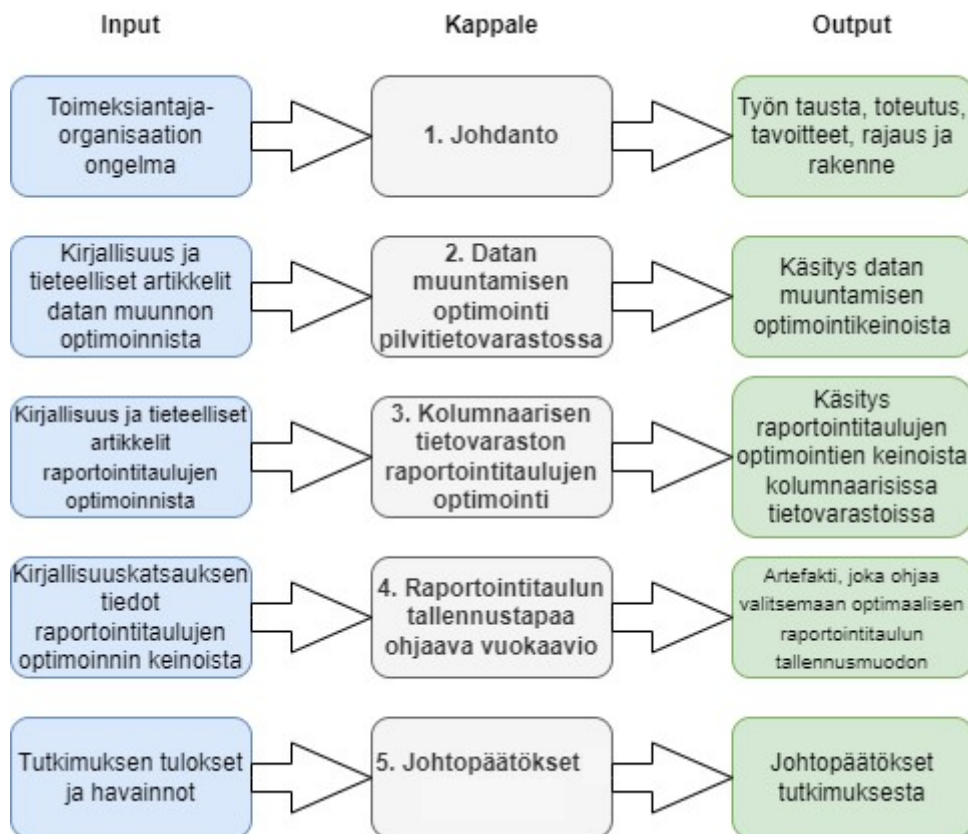 Input
Kappale
Output
Toimeksiantaja-
organisaation
ongelma
1. Johdanto
Työn tausta, toteutus,
tavoitteet, rajaus ja
rakenne
Kirjallisuus ja
tieteelliset artikkelit
datan muunnon
optimoinnista
2. Datan
muuntamisen
optimointi
pilvitietovarastossa
Käsitys datan
muuntamisen
optimointikeinoista
Kirjallisuus ja tieteelliset
artikkelit
raportointitaulujen
optimoinnista
3. Kolumnaarisen
tietovaraston
raportointitaulujen
optimointi
Käsitys
raportointitaulujen
optimointien keinoista
kolumnaarisissa
tietovarastoissa
Kirjallisuuskatsauksen
tiedot
raportointitaulujen
optimoinnin keinoista
4. Raportointitaulun
tallennustapaa
ohjaava vuokaavio
Artefakti, joka ohjaa
valitsemaan optimaalisen
raportointitaulun
tallennusmuodon
Tutkimuksen tulokset
ja havainnot
5. Johtopäätökset
Johtopäätökset
tutkimuksesta